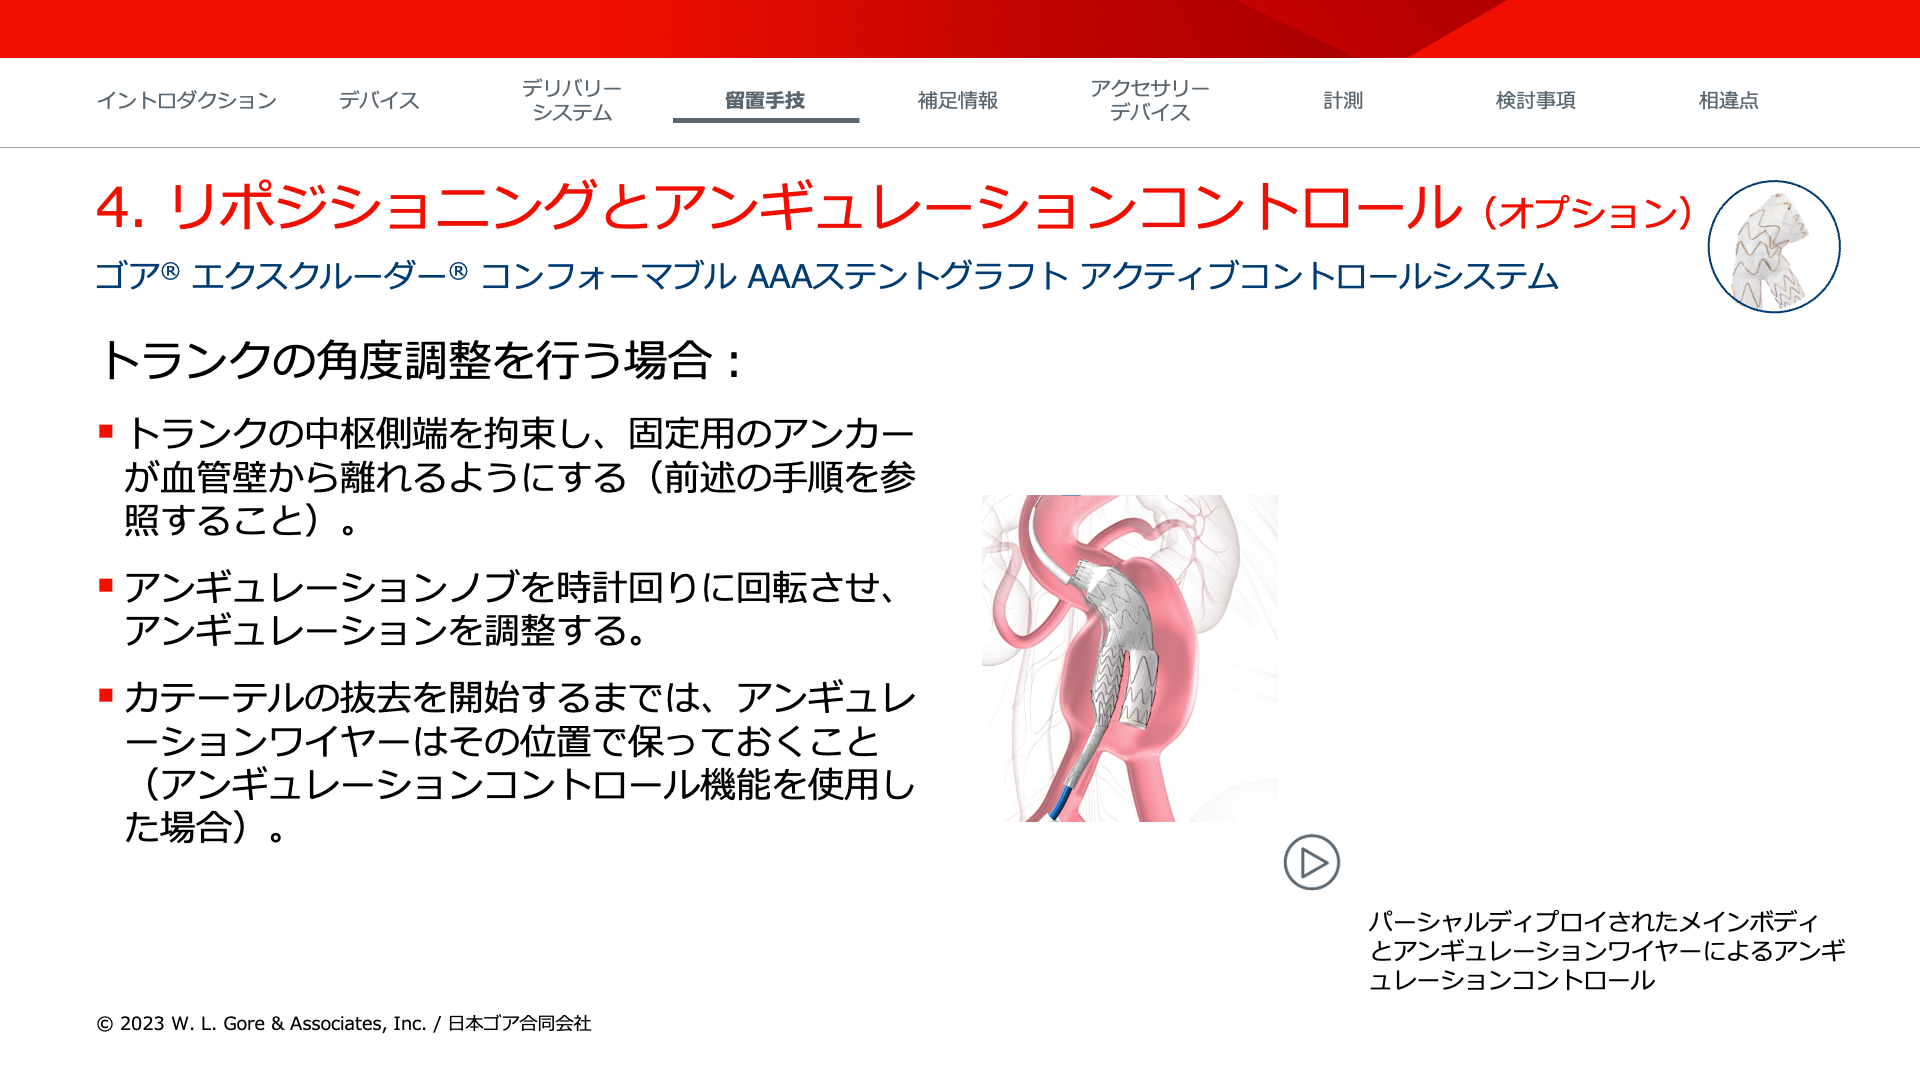 イントロダクション
デバイス
デリバリー
システム
留置手技
補足情報
アクセサリー
デバイス
計測
検討事項
相違点
4. リポジショニングとアンギュレーションコントロール（オプション）
ゴア® エクスクルーダー® コンフォーマブル AAAステントグラフト アクティブコントロールシステム
トランクの角度調整を行う場合：
トランクの中枢側端を拘束し、固定用のアンカー
が血管壁から離れるようにする（前述の手順を参
照すること）。
アンギュレーションノブを時計回りに回転させ、
アンギュレーションを調整する。
カテーテルの抜去を開始するまでは、アンギュレ
ーションワイヤーはその位置で保っておくこと
（アンギュレーションコントロール機能を使用し
た場合）。
パーシャルディプロイされたメインボディ
とアンギュレーションワイヤーによるアンギ
ュレーションコントロール
© 2023 W. L. Gore & Associates, Inc. / 日本ゴア合同会社